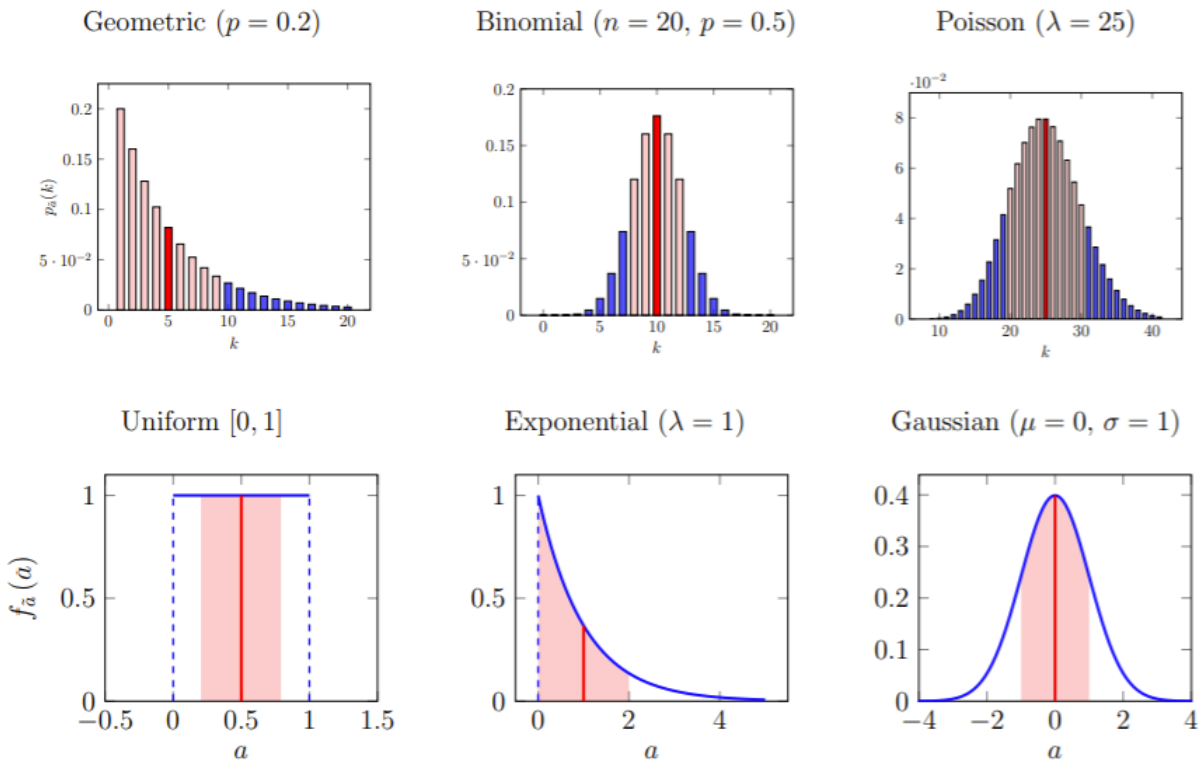 Geometric (p = 0.2)
Binomial (n = 20, p = 0.5)
Poisson (λ = 25)
·10⁻²
0.2
0.15
0.1
5 · 10⁻²
0
p_ã(k)
0 5 10 15 20
k
0.2
0.15
0.1
5 · 10⁻²
0
0 5 10 15 20
k
8
6
4
2
0
10 20 30 40
k
Uniform [0, 1]
Exponential (λ = 1)
Gaussian (μ = 0, σ = 1)
1
0.5
0
f_ã (a)
−0.5 0 0.5 1 1.5
a
1
0.5
0
0 2 4
a
0.4
0.3
0.2
0.1
0
−4 −2 0 2 4
a